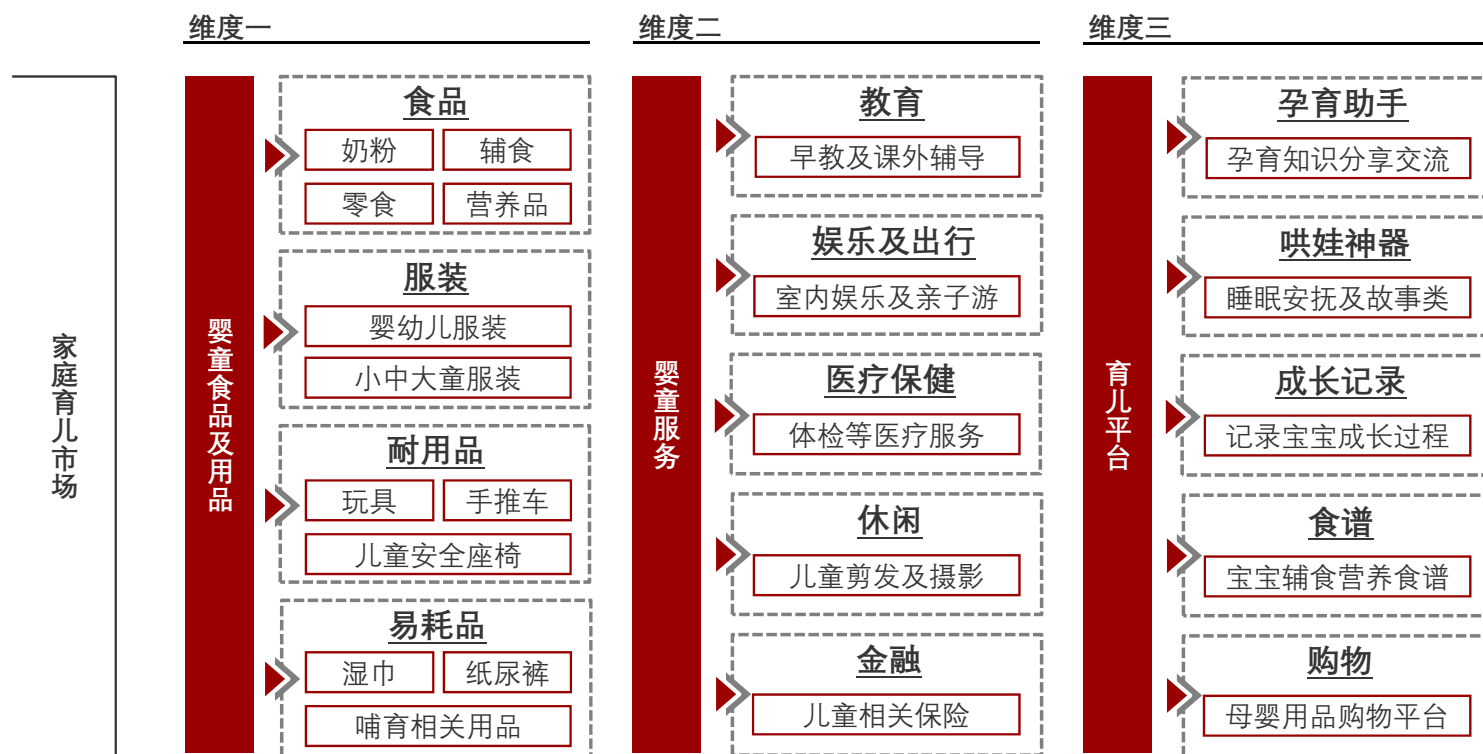 维度一
维度二
维度三
家庭育儿市场
婴童食品及用品
食品
奶粉
辅食
零食
营养品
服装
婴幼儿服装
小中大童服装
耐用品
玩具
手推车
儿童安全座椅
易耗品
湿巾
纸尿裤
哺育相关用品
婴童服务
教育
早教及课外辅导
娱乐及出行
室内娱乐及亲子游
医疗保健
体检等医疗服务
休闲
儿童剪发及摄影
金融
儿童相关保险
育儿平台
孕育助手
孕育知识分享交流
哄娃神器
睡眠安抚及故事类
成长记录
记录宝宝成长过程
食谱
宝宝辅食营养食谱
购物
母婴用品购物平台